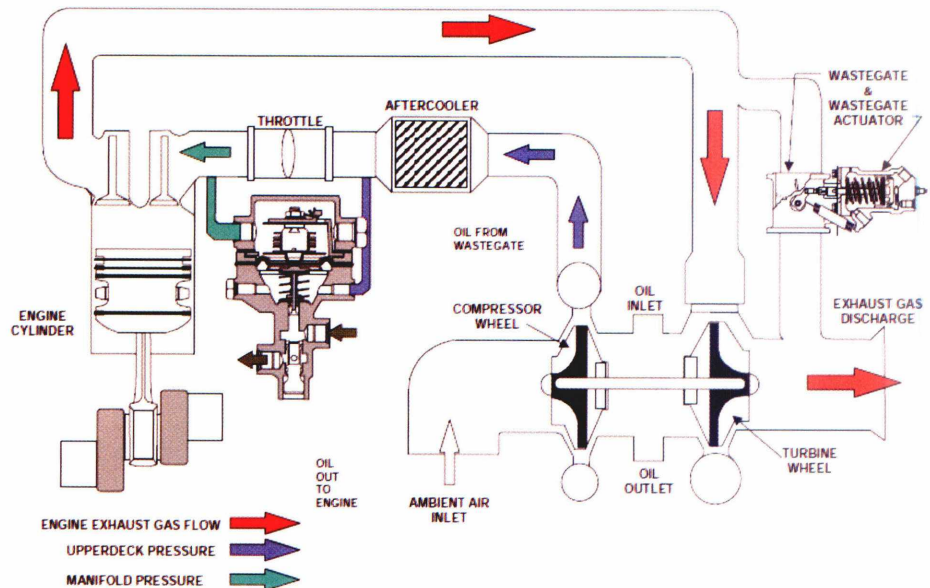 WASTEGATE
&
WASTEGATE
ACTUATOR
AFTERCOOLER
THROTTLE
OIL FROM
WASTEGATE
OIL
INLET
EXHAUST GAS
DISCHARGE
COMPRESSOR
WHEEL
ENGINE
CYLINDER
TURBINE
WHEEL
OIL
OUT
TO
ENGINE
OIL
OUTLET
AMBIENT AIR
INLET
ENGINE EXHAUST GAS FLOW
UPPERDECK PRESSURE
MANIFOLD PRESSURE